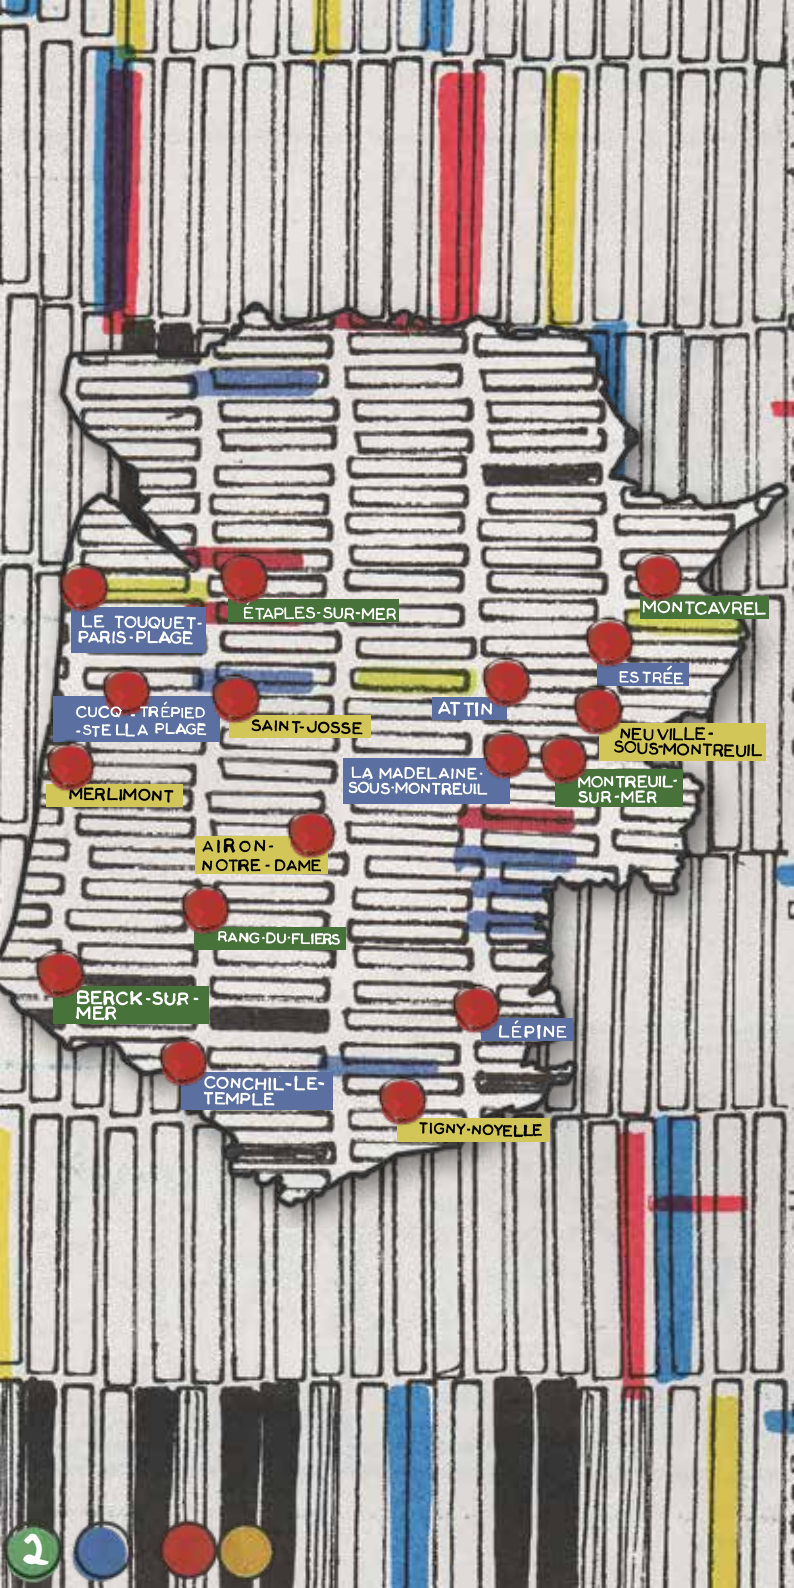 MONTCAVREL
LE TOUQUET-
PARIS-PLAGE
ÉTAPLES-SUR-MER
ESTRÉE
ATTIN
CUCQ-TRÉPIED
-STELLA PLAGE
SAINT-JOSSE
NEUVILLE-
SOUS-MONTREUIL
LA MADELAINE-
SOUS-MONTREUIL
MONTREUIL-
SUR-MER
MERLIMONT
AIRON-
NOTRE-DAME
RANG-DU-FLIERS
BERCK-SUR-
MER
LÉPINE
CONCHIL-LE-
TEMPLE
TIGNY-NOYELLE
2